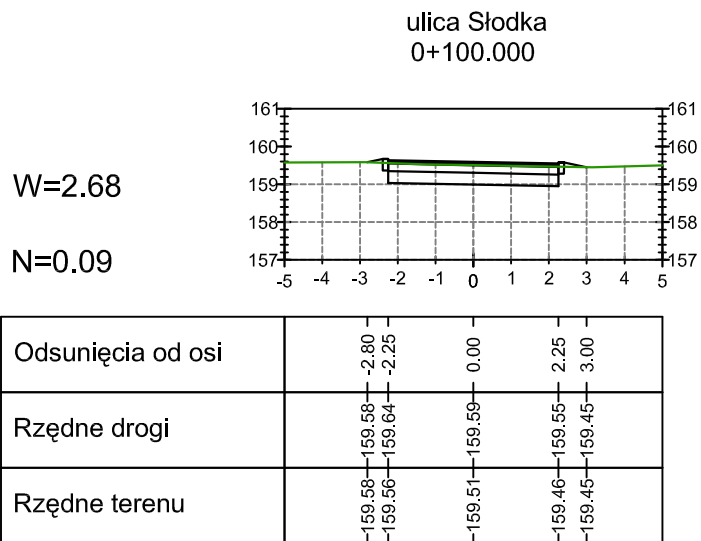 ulica Słodka
0+100.000
161 161
160 160
W=2.68
159 159
158 158
N=0.09
157 157
-5 -4 -3 -2 -1 0 1 2 3 4 5
Odsunięcia od osi -2.80 -2.25 0.00 2.25 3.00
Rzędne drogi 159.58 159.64 159.59 159.55 159.45
Rzędne terenu 159.58 159.56 159.51 159.46 159.45